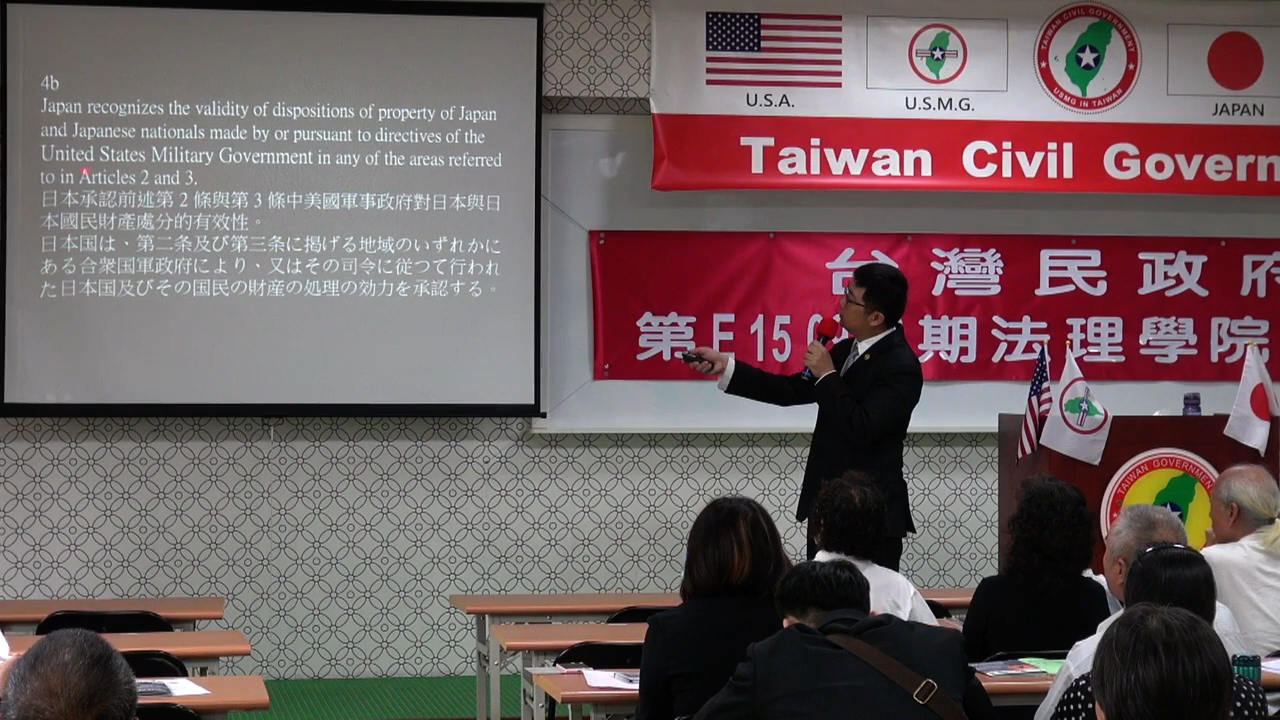 4b
Japan recognizes the validity of dispositions of property of Japan
and Japanese nationals made by or pursuant to directives of the
United States Military Government in any of the areas referred
to in Articles 2 and 3.
日本承認前述第 2 條與第 3 條中美國軍事政府對日本與日
本國民財產處分的有效性。
日本国は、第二条及び第三条に掲げる地域のいずれかに
ある合衆国軍政府により、又はその司令に従つて行われ
た日本国及びその国民の財産の処理の効力を承認する。
U.S.A.
U.S.M.G.
TAIWAN CIVIL GOVERNMENT
USMG IN TAIWAN
JAPAN
Taiwan Civil Govern
台灣民政府
第E 15 期法理學院
TAIWAN GOVERNMENT